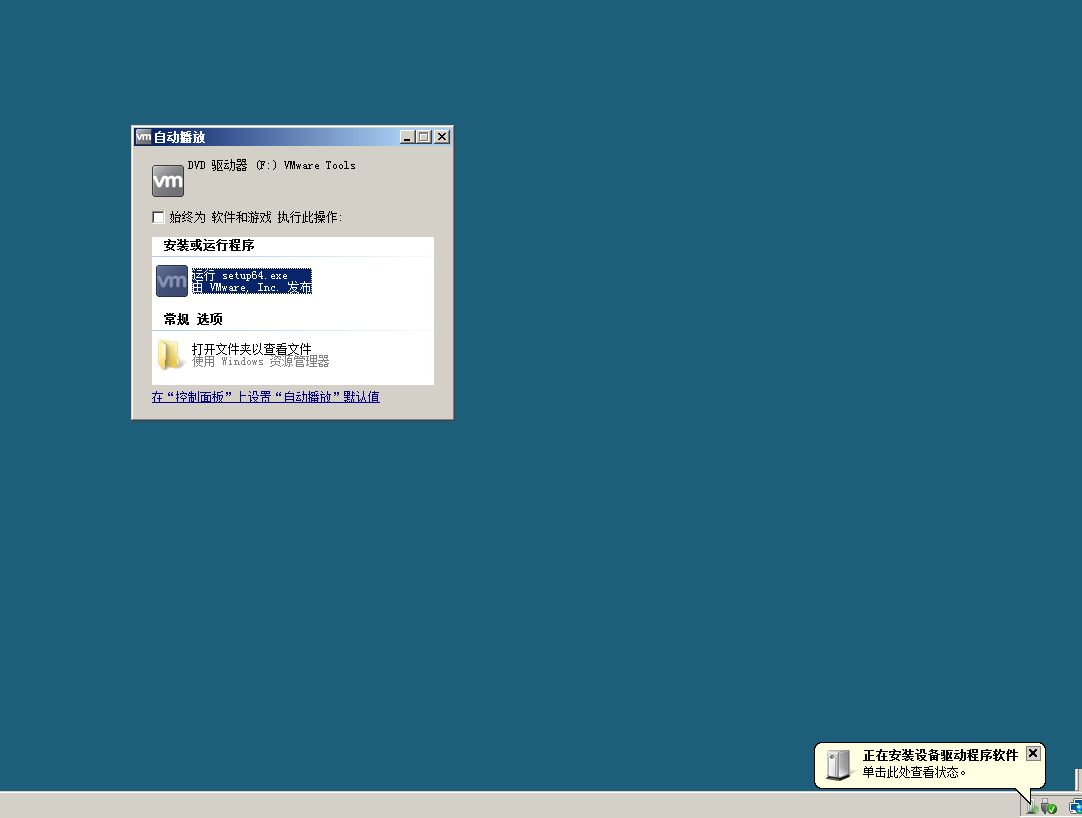 vm 自动播放
vm
DVD 驱动器 (F:) VMware Tools
始终为 软件和游戏 执行此操作:
安装或运行程序
vm
运行 setup64.exe
由 VMware, Inc. 发布
常规 选项
打开文件夹以查看文件
使用 Windows 资源管理器
在“控制面板”上设置“自动播放”默认值
正在安装设备驱动程序软件
单击此处查看状态。